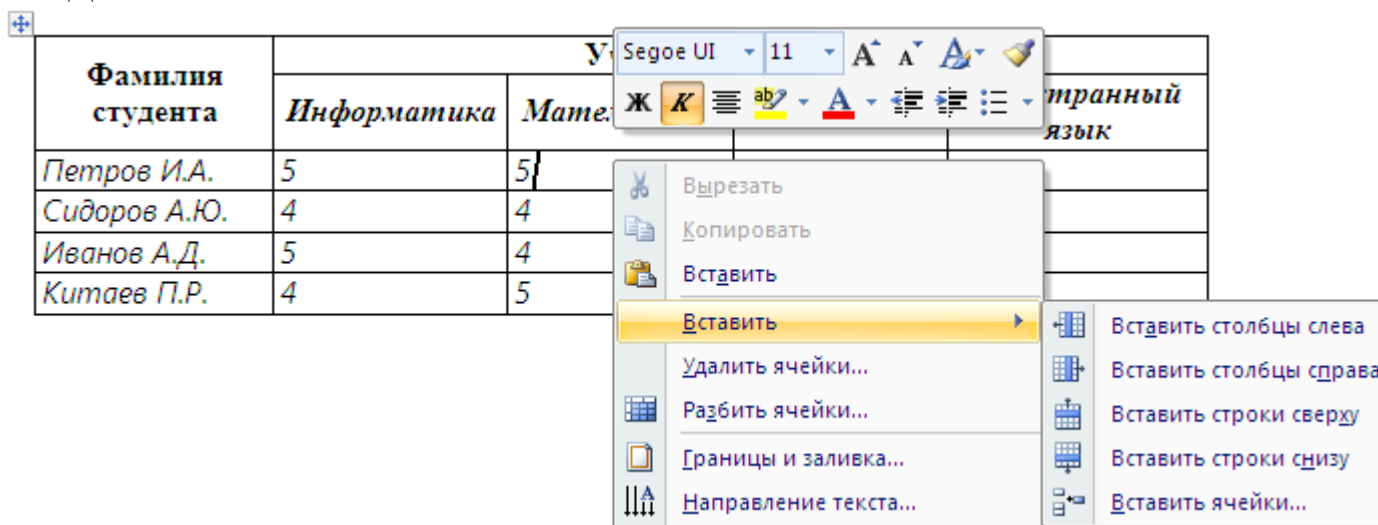 Segoe UI 11
Фамилия студента
Информатика
Ж К
Петров И.А. 5 5
Сидоров А.Ю. 4 4
Иванов А.Д. 5 4
Китаев П.Р. 4 5
язык
Вырезать
Копировать
Вставить
Вставить
Удалить ячейки...
Разбить ячейки...
Границы и заливка...
Направление текста...
Вставить столбцы слева
Вставить столбцы справа
Вставить строки сверху
Вставить строки снизу
Вставить ячейки...